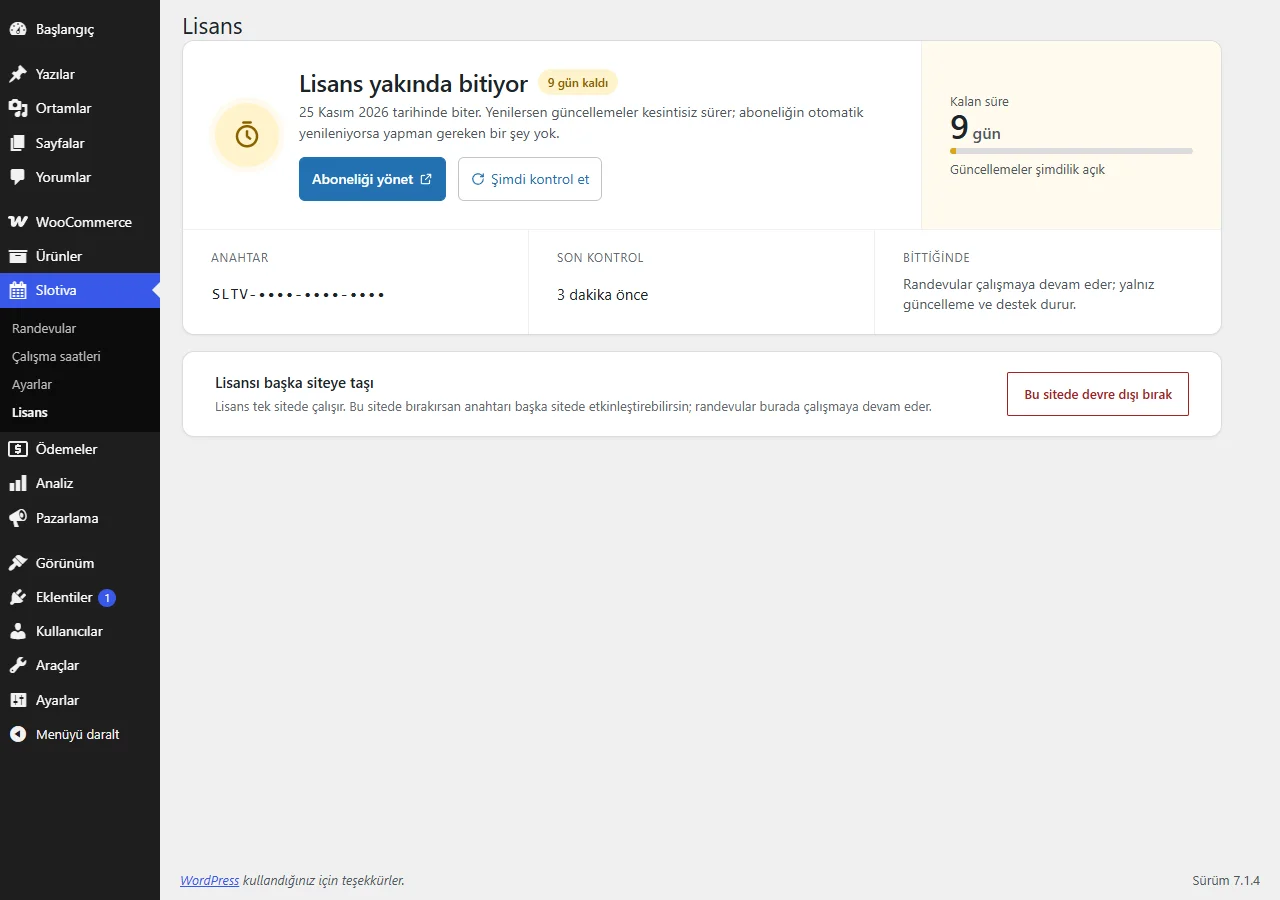 Başlangıç
Yazılar
Ortamlar
Sayfalar
Yorumlar
WooCommerce
Ürünler
Slotiva
Randevular
Çalışma saatleri
Ayarlar
Lisans
Ödemeler
Analiz
Pazarlama
Görünüm
Eklentiler 1
Kullanıcılar
Araçlar
Ayarlar
Menüyü daralt
Lisans
Lisans yakında bitiyor 9 gün kaldı
25 Kasım 2026 tarihinde biter. Yenilersen güncellemeler kesintisiz sürer; aboneliğin otomatik
yenileniyorsa yapman gereken bir şey yok.
Aboneliği yönet
Şimdi kontrol et
Kalan süre
9 gün
Güncellemeler şimdilik açık
ANAHTAR
SLTV-••••-••••-••••
SON KONTROL
3 dakika önce
BİTTİĞİNDE
Randevular çalışmaya devam eder; yalnız
güncelleme ve destek durur.
Lisansı başka siteye taşı
Lisans tek sitede çalışır. Bu sitede bırakırsan anahtarı başka sitede etkinleştirebilirsin; randevular burada çalışmaya devam eder.
Bu sitede devre dışı bırak
WordPress kullandığınız için teşekkürler.
Sürüm 7.1.4